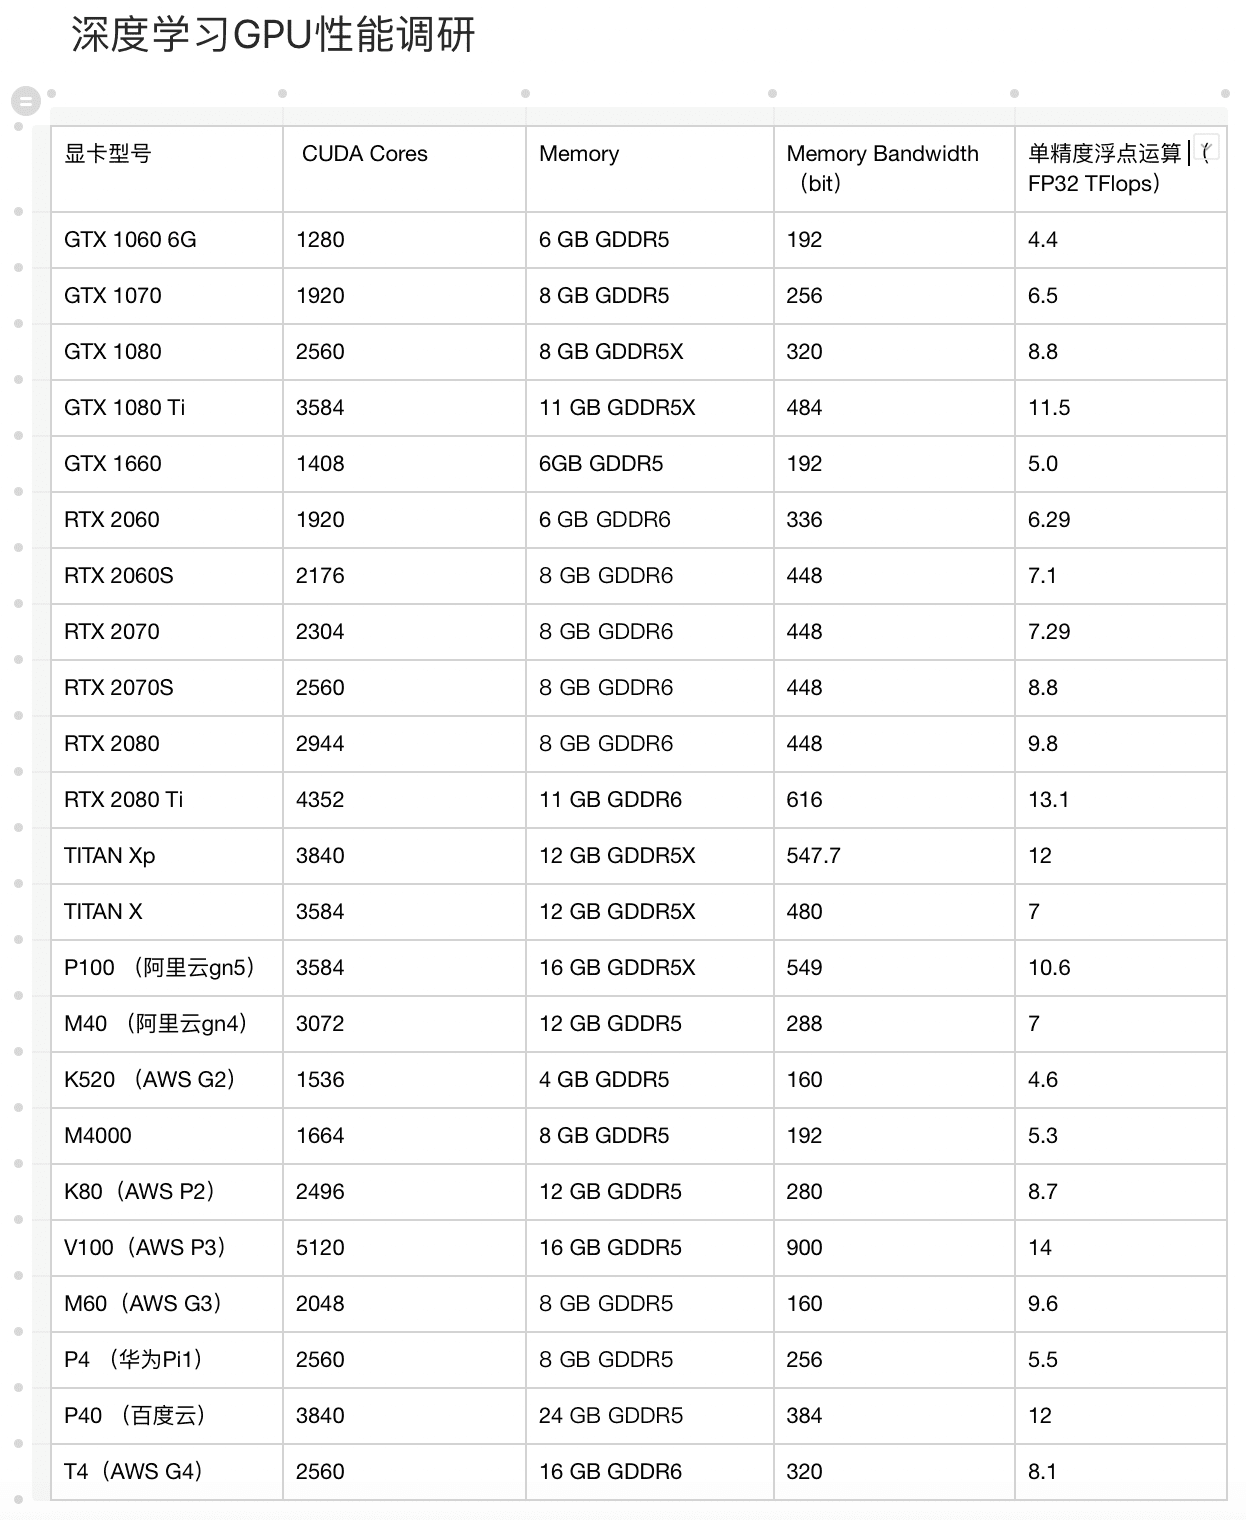 深度学习GPU性能调研
显卡型号 CUDA Cores Memory Memory Bandwidth（bit） 单精度浮点运算（FP32 TFlops）
GTX 1060 6G 1280 6 GB GDDR5 192 4.4
GTX 1070 1920 8 GB GDDR5 256 6.5
GTX 1080 2560 8 GB GDDR5X 320 8.8
GTX 1080 Ti 3584 11 GB GDDR5X 484 11.5
GTX 1660 1408 6GB GDDR5 192 5.0
RTX 2060 1920 6 GB GDDR6 336 6.29
RTX 2060S 2176 8 GB GDDR6 448 7.1
RTX 2070 2304 8 GB GDDR6 448 7.29
RTX 2070S 2560 8 GB GDDR6 448 8.8
RTX 2080 2944 8 GB GDDR6 448 9.8
RTX 2080 Ti 4352 11 GB GDDR6 616 13.1
TITAN Xp 3840 12 GB GDDR5X 547.7 12
TITAN X 3584 12 GB GDDR5X 480 7
P100 （阿里云gn5） 3584 16 GB GDDR5X 549 10.6
M40 （阿里云gn4） 3072 12 GB GDDR5 288 7
K520 （AWS G2） 1536 4 GB GDDR5 160 4.6
M4000 1664 8 GB GDDR5 192 5.3
K80（AWS P2） 2496 12 GB GDDR5 280 8.7
V100（AWS P3） 5120 16 GB GDDR5 900 14
M60（AWS G3） 2048 8 GB GDDR5 160 9.6
P4 （华为Pi1） 2560 8 GB GDDR5 256 5.5
P40 （百度云） 3840 24 GB GDDR5 384 12
T4（AWS G4） 2560 16 GB GDDR6 320 8.1